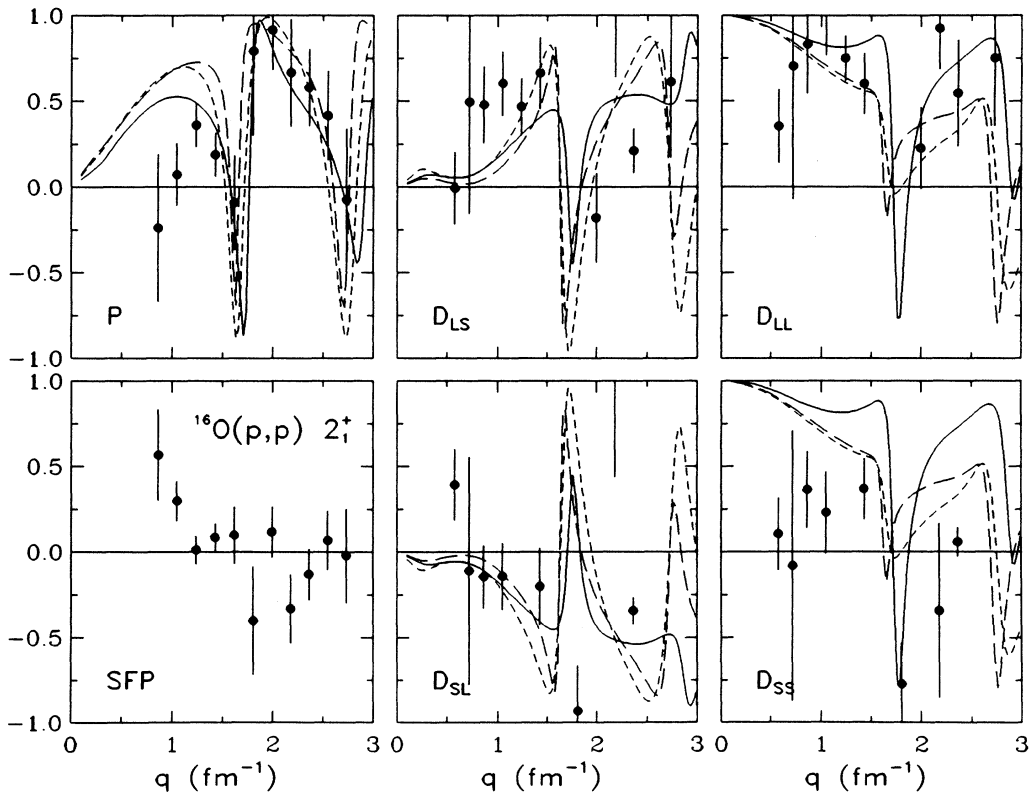 1.0
0.5
0.0
−0.5
−1.0
P
D_LS
D_LL
1.0
0.5
0.0
−0.5
−1.0
¹⁶O(p,p) 2₁⁺
SFP
D_SL
D_SS
0 1 2 3
0 1 2 3
0 1 2 3
q (fm⁻¹)
q (fm⁻¹)
q (fm⁻¹)